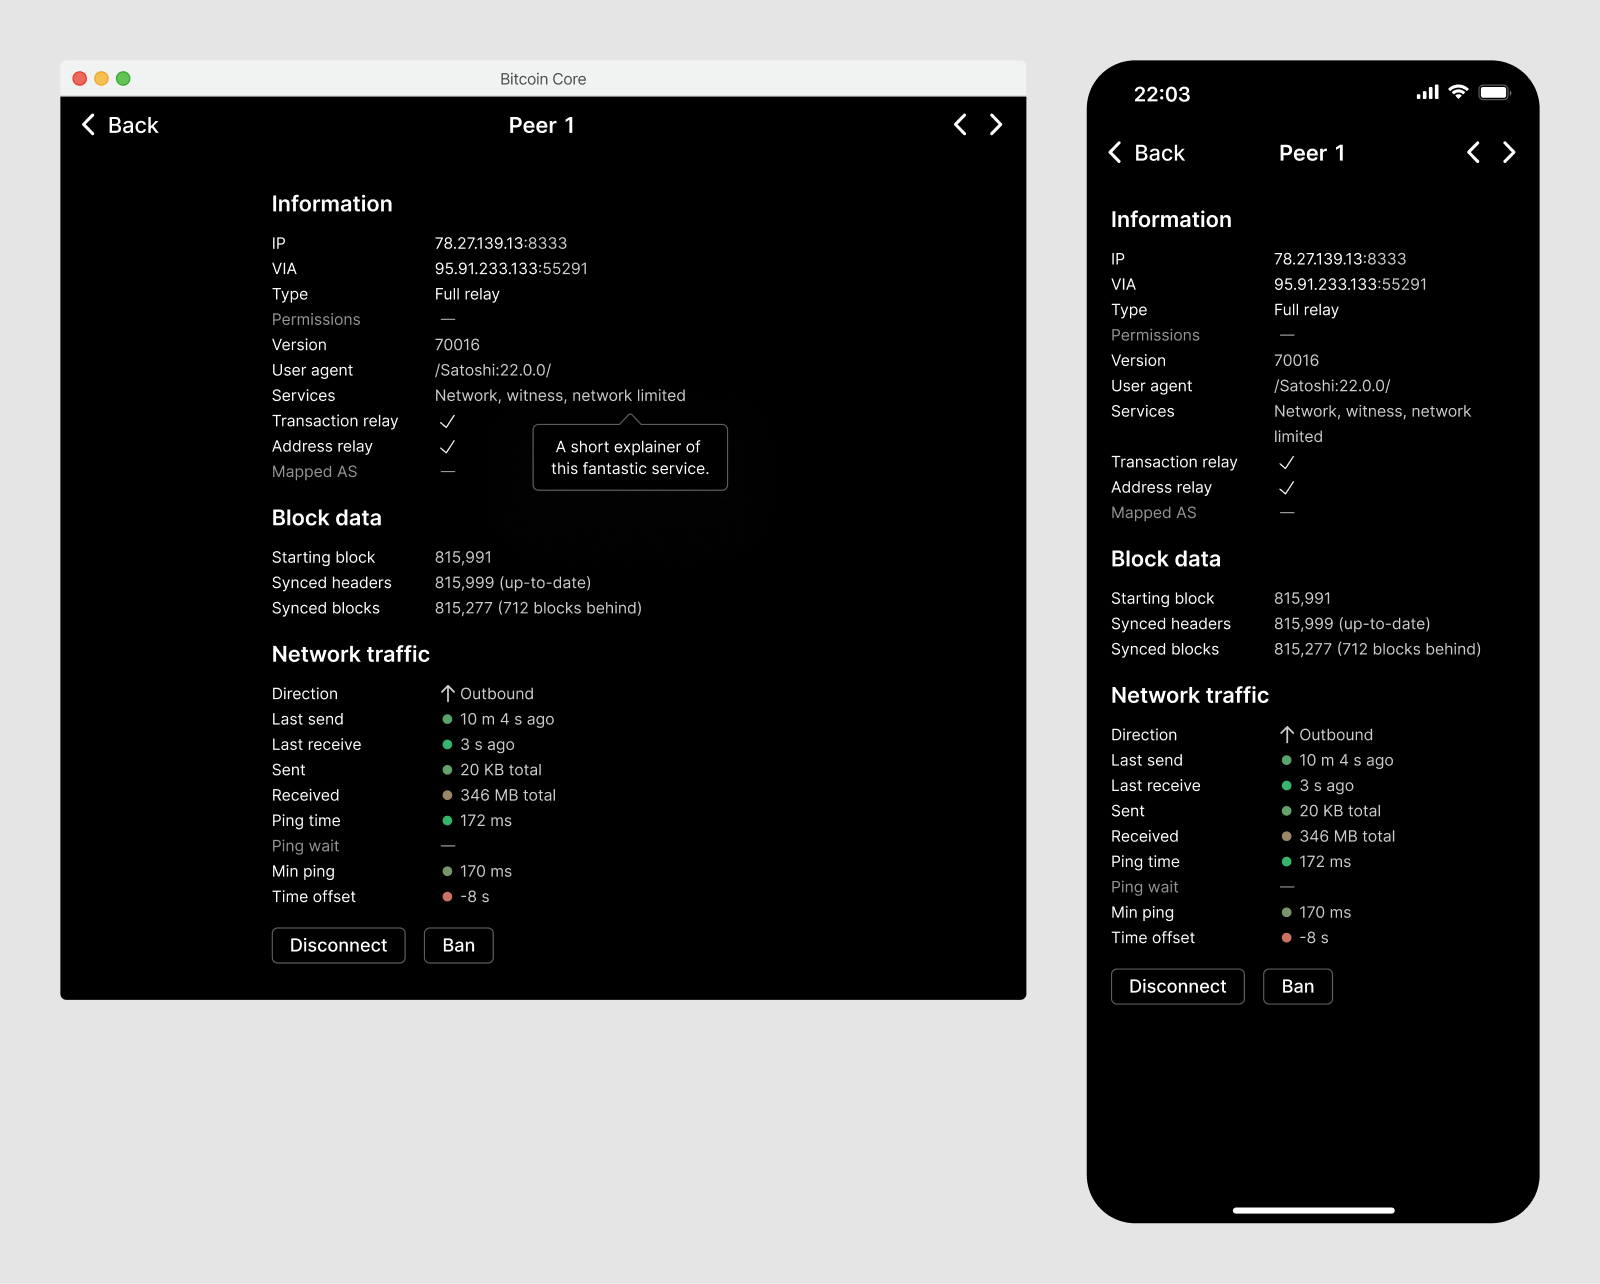 Bitcoin Core
Back
Peer 1
Information
IP 78.27.139.13:8333
VIA 95.91.233.133:55291
Type Full relay
Permissions —
Version 70016
User agent /Satoshi:22.0.0/
Services Network, witness, network limited
Transaction relay ✓
Address relay ✓
Mapped AS —
A short explainer of
this fantastic service.
Block data
Starting block 815,991
Synced headers 815,999 (up-to-date)
Synced blocks 815,277 (712 blocks behind)
Network traffic
Direction ↑ Outbound
Last send 10 m 4 s ago
Last receive 3 s ago
Sent 20 KB total
Received 346 MB total
Ping time 172 ms
Ping wait —
Min ping 170 ms
Time offset -8 s
Disconnect Ban
22:03
Back
Peer 1
Information
IP 78.27.139.13:8333
VIA 95.91.233.133:55291
Type Full relay
Permissions —
Version 70016
User agent /Satoshi:22.0.0/
Services Network, witness, network
limited
Transaction relay ✓
Address relay ✓
Mapped AS —
Block data
Starting block 815,991
Synced headers 815,999 (up-to-date)
Synced blocks 815,277 (712 blocks behind)
Network traffic
Direction ↑ Outbound
Last send 10 m 4 s ago
Last receive 3 s ago
Sent 20 KB total
Received 346 MB total
Ping time 172 ms
Ping wait —
Min ping 170 ms
Time offset -8 s
Disconnect Ban